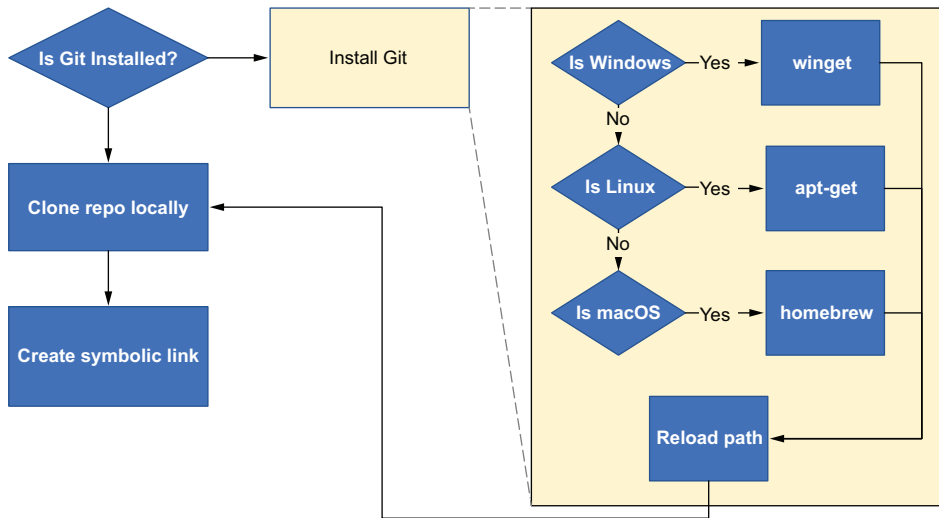 Is Git Installed?
Install Git
Is Windows
Yes
winget
No
Is Linux
Yes
apt-get
No
Is macOS
Yes
homebrew
Reload path
Clone repo locally
Create symbolic link